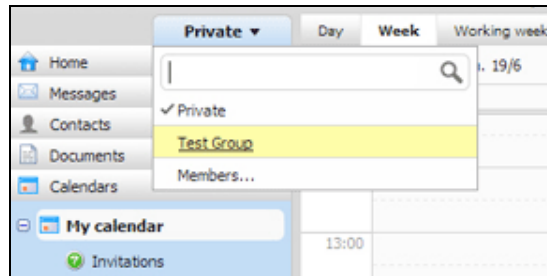 Private ▾ Day Week Working week
Home
. 19/6
Messages
✓ Private
Contacts
Test Group
Documents
Members...
Calendars
My calendar
13:00
Invitations